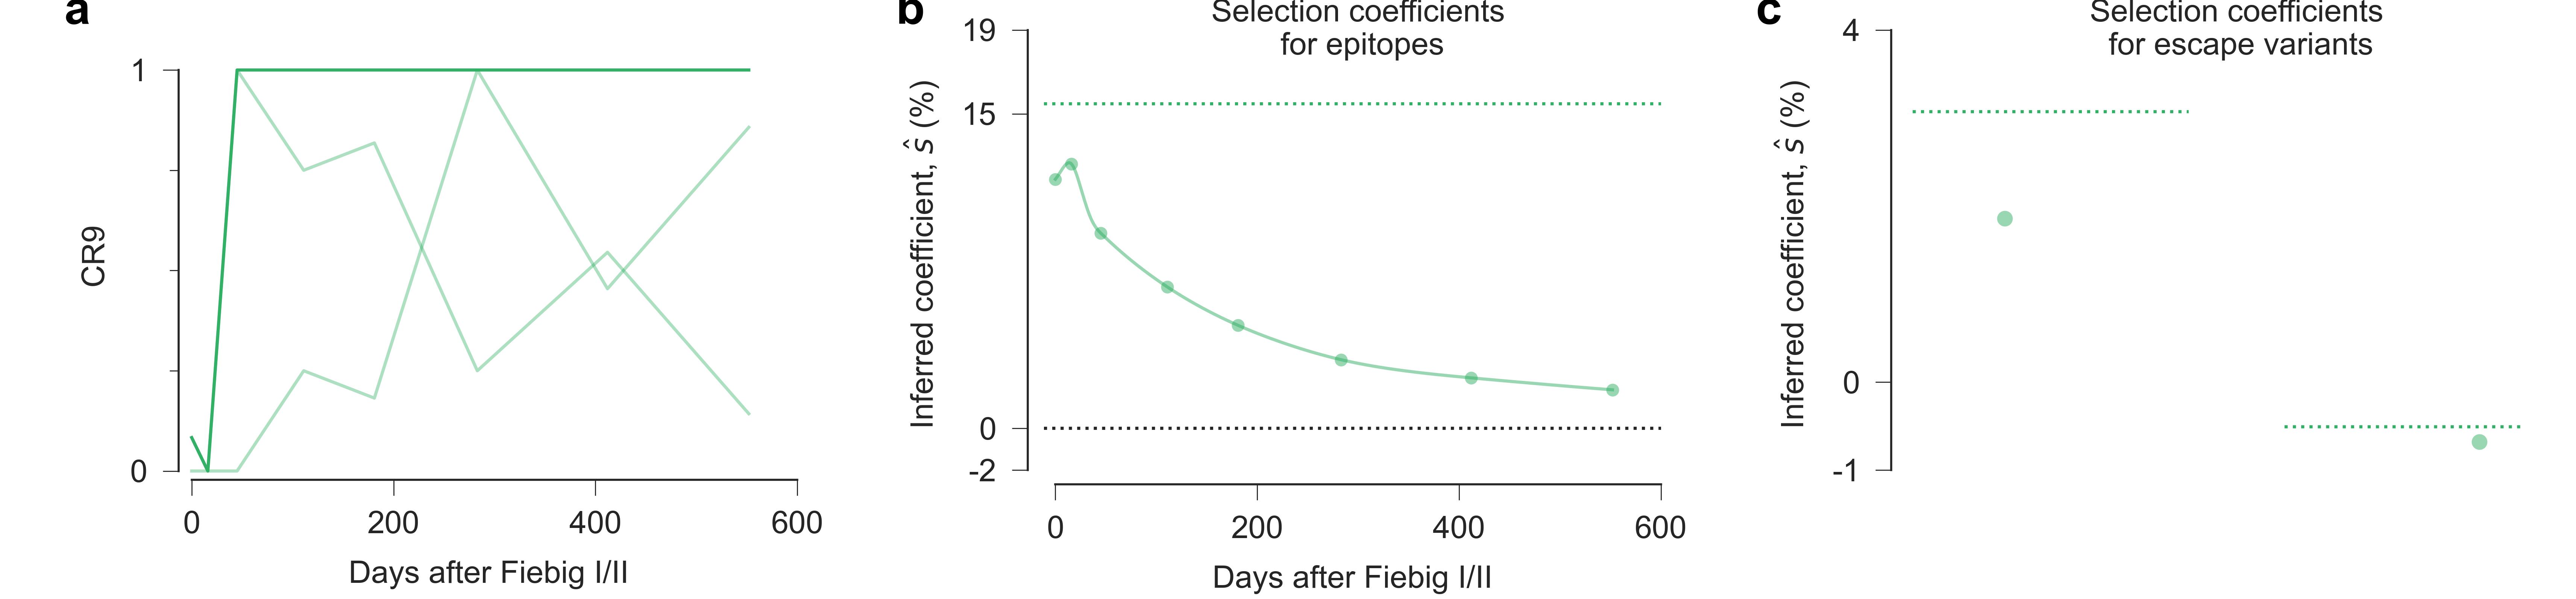 a
1
0
CR9
0 200 400 600
Days after Fiebig I/II
b
Selection coefficients
for epitopes
19
15
0
-2
Inferred coefficient, ŝ (%)
0 200 400 600
Days after Fiebig I/II
c
Selection coefficients
for escape variants
4
0
-1
Inferred coefficient, ŝ (%)